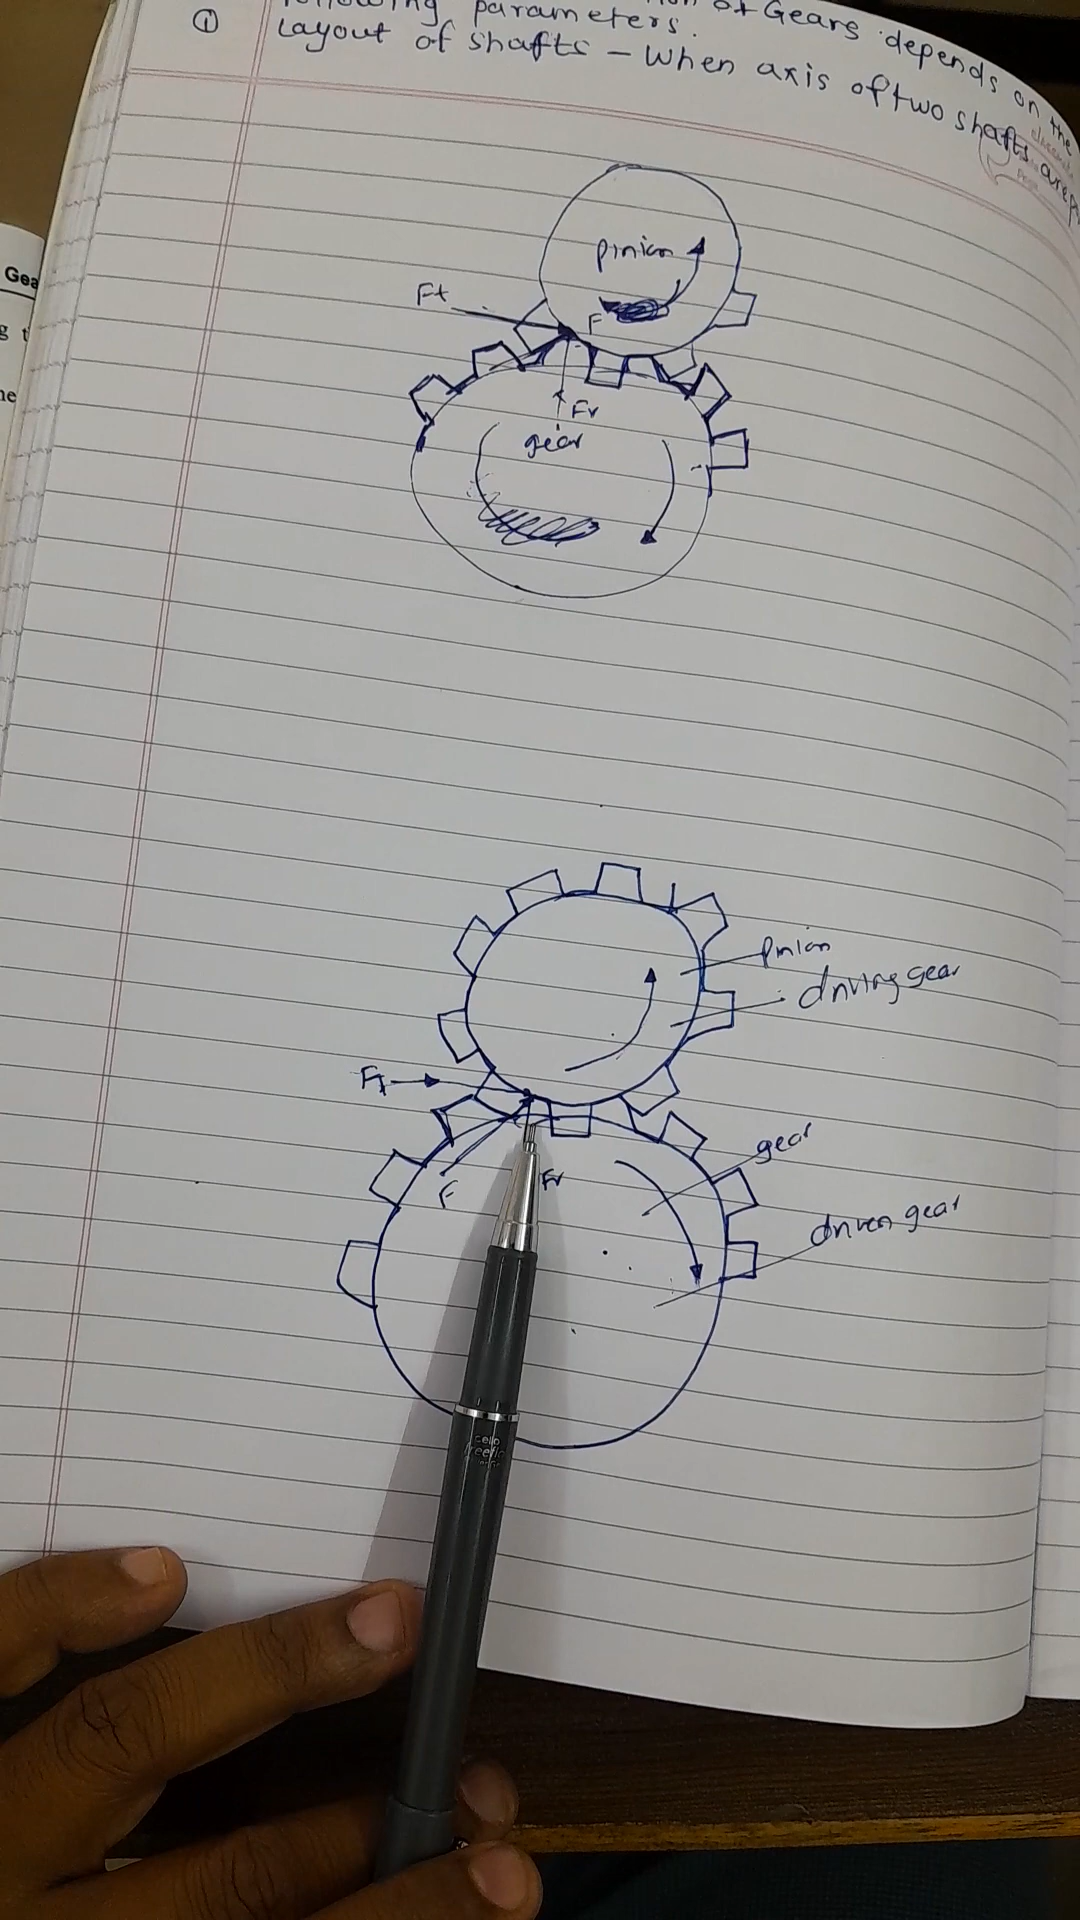 following parameters. of Gears depends on the
① Layout of shafts - When axis of two shafts are
Gea
pinion
Ft
F
Fr
gear
pinion
driving gear
Ft
gear
F
Fr
driven gear
cello